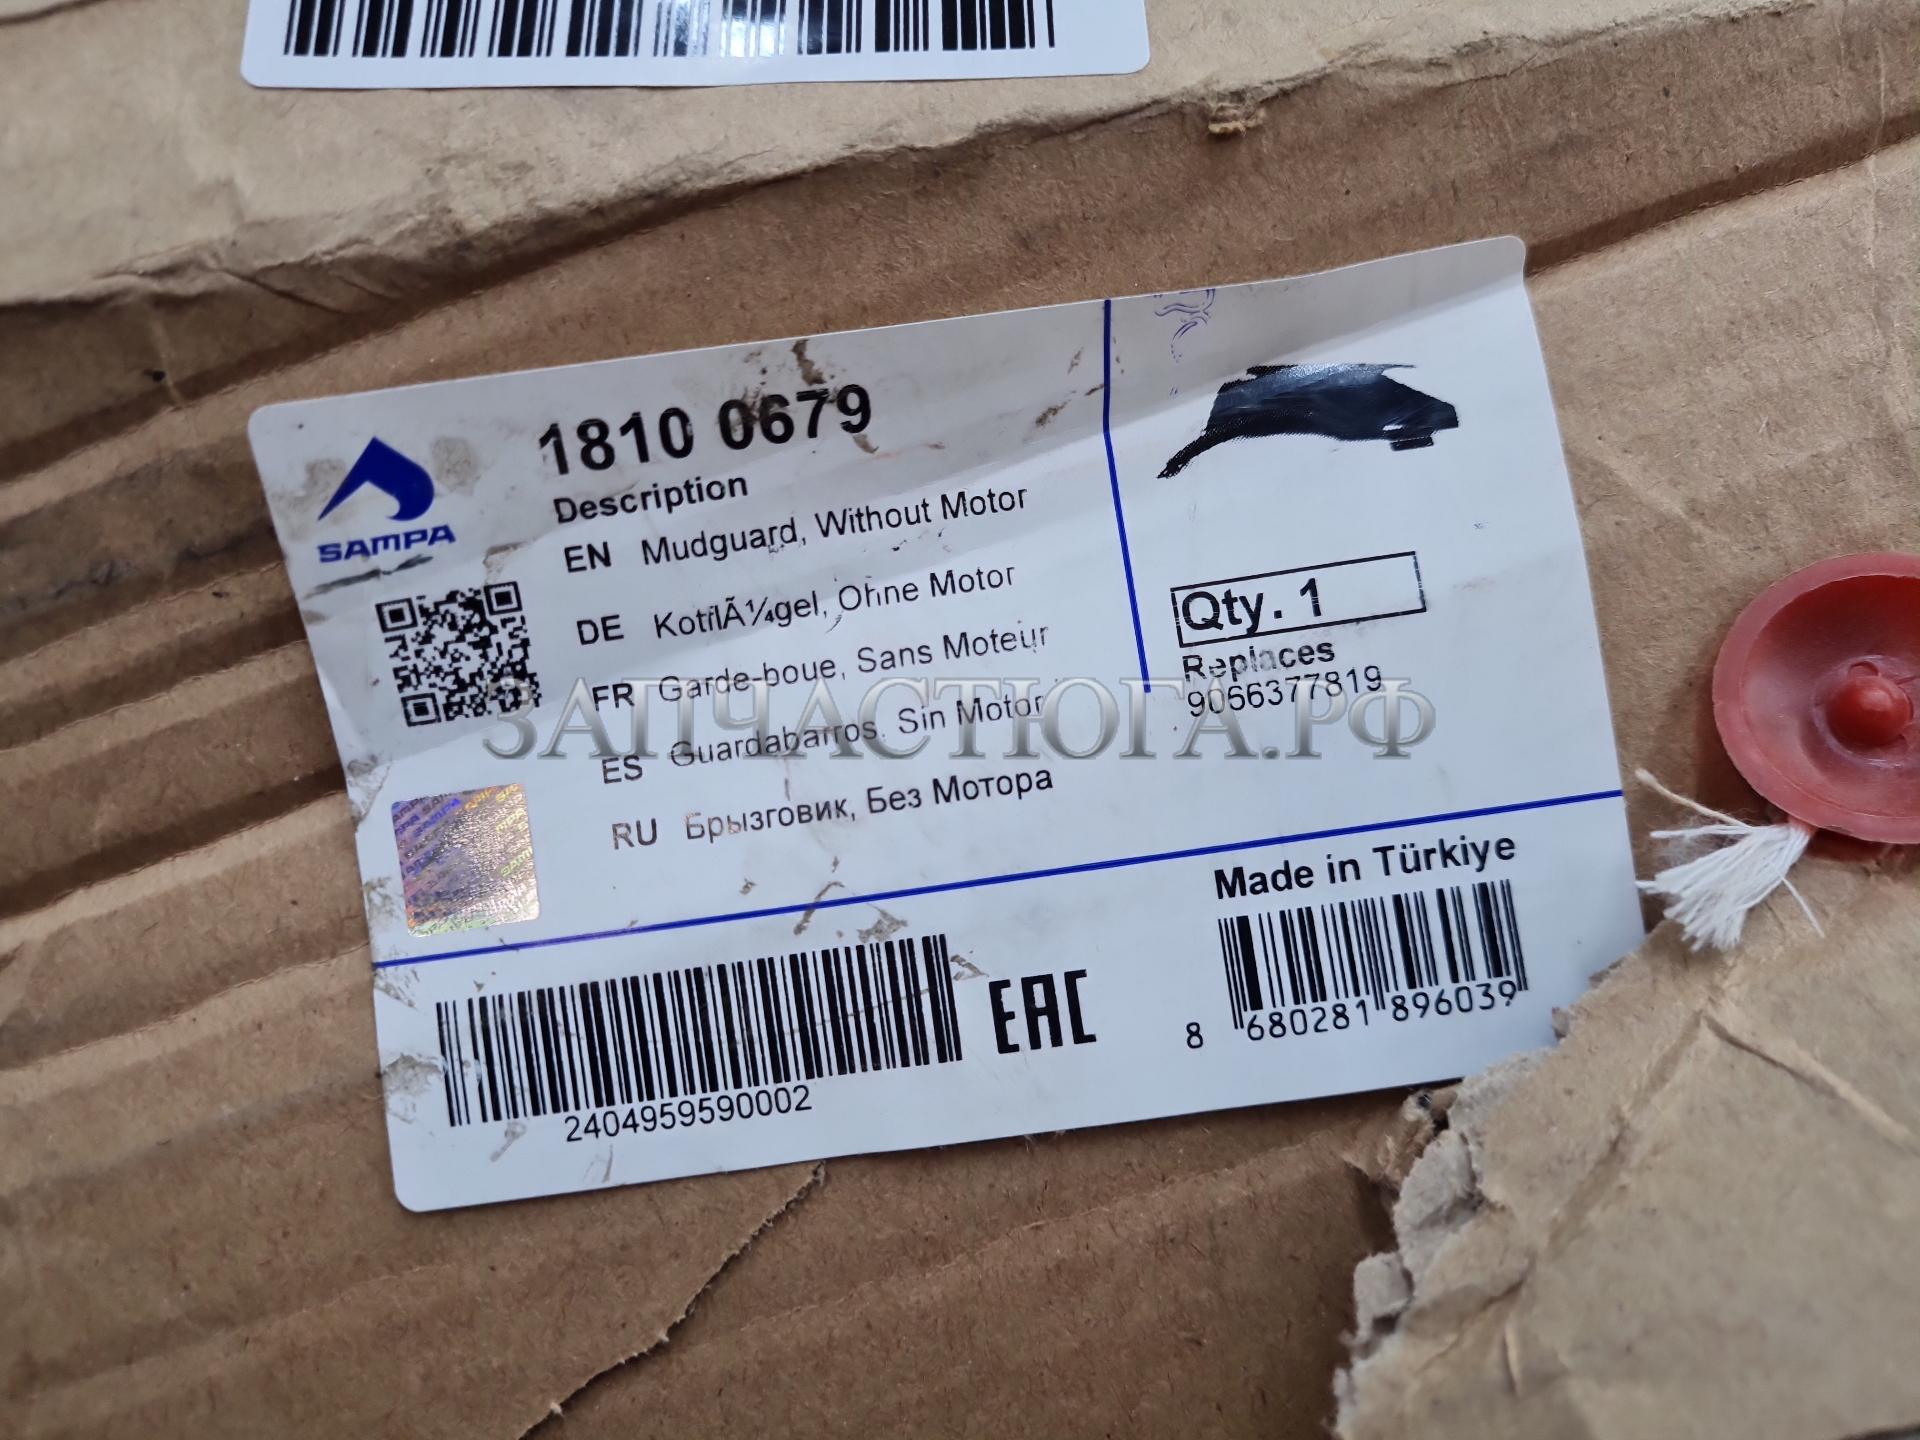 1810 0679
SAMPA
Description
EN Mudguard, Without Motor
DE KotflÃ¼gel, Ohne Motor
FR Garde-boue, Sans Moteur
ES Guardabarros, Sin Motor
RU Брызговик, Без Мотора
Qty. 1
Replaces
9066377819
ЗАПЧАСТЮГА.РФ
Made in Türkiye
2404959590002
EAC
8 680281 896039